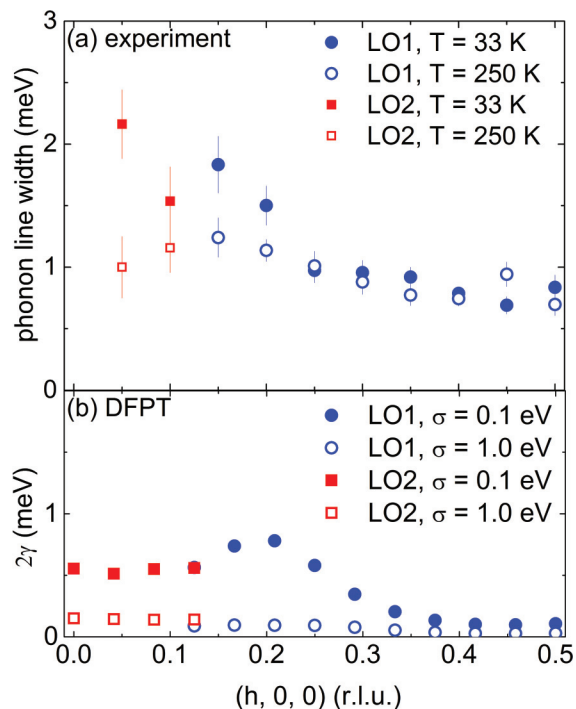 (a) experiment
LO1, T = 33 K
LO1, T = 250 K
LO2, T = 33 K
LO2, T = 250 K
3
2
1
0
phonon line width (meV)
(b) DFPT
LO1, σ = 0.1 eV
LO1, σ = 1.0 eV
LO2, σ = 0.1 eV
LO2, σ = 1.0 eV
1
0
2γ (meV)
0.0 0.1 0.2 0.3 0.4 0.5
(h, 0, 0) (r.l.u.)